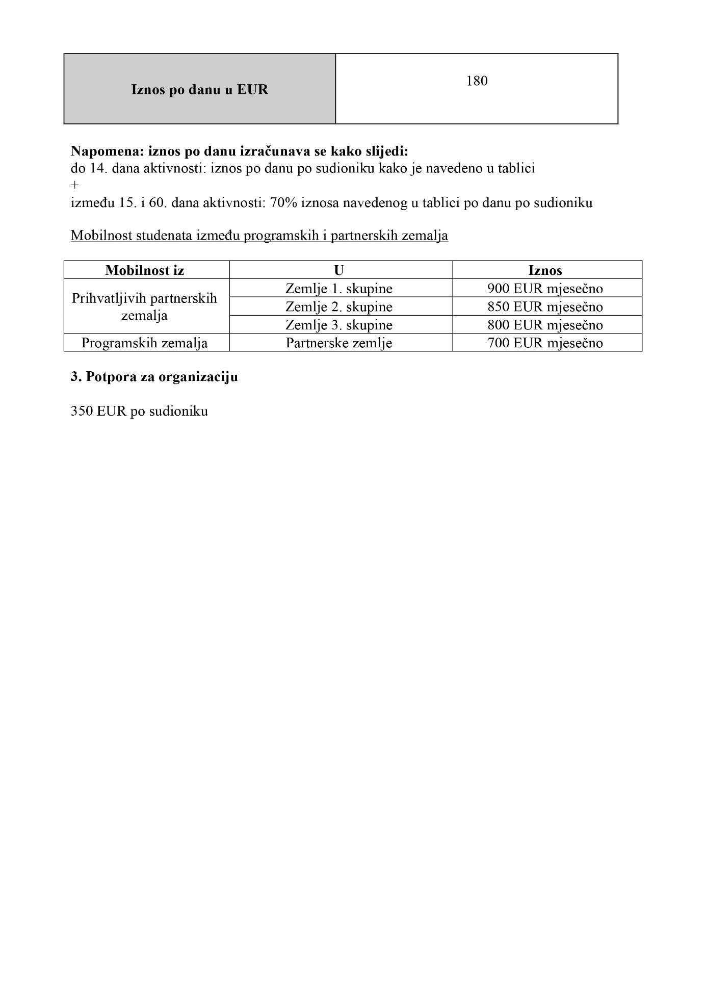 Iznos po danu u EUR
180
Napomena: iznos po danu izračunava se kako slijedi:
do 14. dana aktivnosti: iznos po danu po sudioniku kako je navedeno u tablici
+
između 15. i 60. dana aktivnosti: 70% iznosa navedenog u tablici po danu po sudioniku
Mobilnost studenata između programskih i partnerskih zemalja
Mobilnost iz U Iznos
Prihvatljivih partnerskih
zemalja
Zemlje 1. skupine 900 EUR mjesečno
Zemlje 2. skupine 850 EUR mjesečno
Zemlje 3. skupine 800 EUR mjesečno
Programskih zemalja Partnerske zemlje 700 EUR mjesečno
3. Potpora za organizaciju
350 EUR po sudioniku